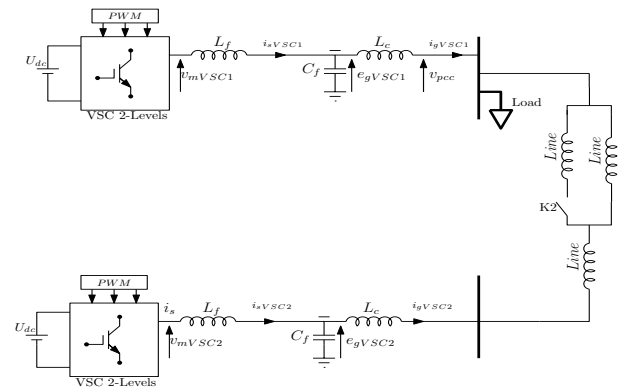 PWM
U_dc
VSC 2-Levels
L_f
i_sVSC1
v_mVSC1
C_f
e_gVSC1
L_c
i_gVSC1
v_pcc
Load
Line
Line
K2
Line
PWM
U_dc
VSC 2-Levels
i_s
L_f
i_sVSC2
v_mVSC2
C_f
e_gVSC2
L_c
i_gVSC2